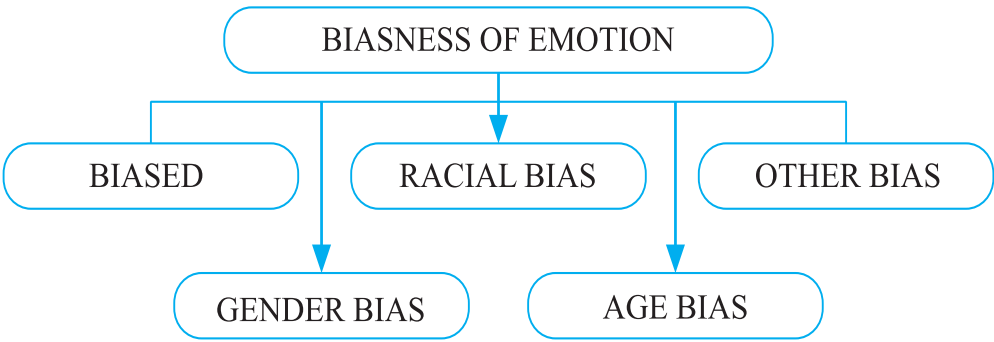 BIASNESS OF EMOTION
BIASED
RACIAL BIAS
OTHER BIAS
GENDER BIAS
AGE BIAS